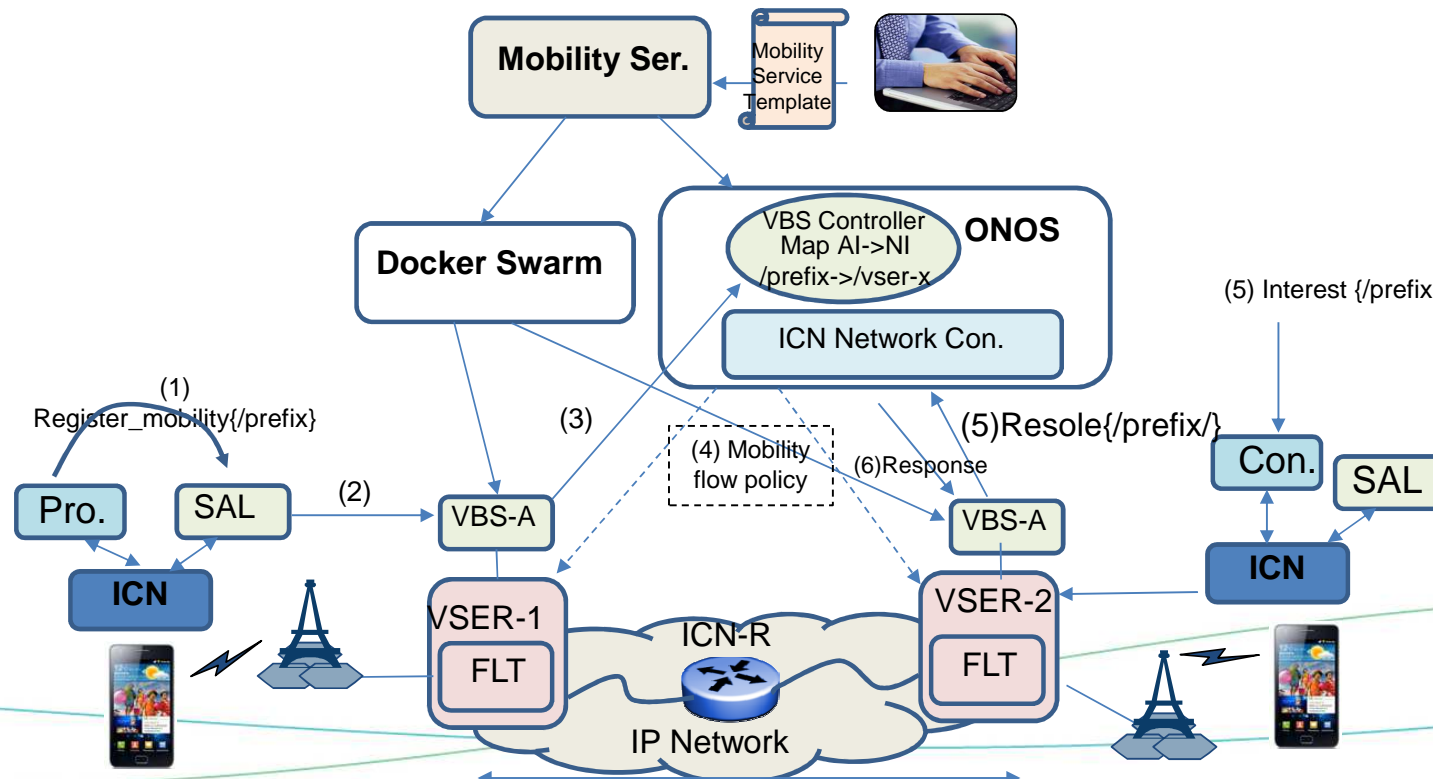 Mobility Ser.
Mobility
Service
Template
VBS Controller
Map AI->NI
/prefix->/vser-x
ONOS
Docker Swarm
ICN Network Con.
(5) Interest {/prefix
(1)
Register_mobility{/prefix}
(3)
(5)Resole{/prefix/}
(4) Mobility
flow policy
(6)Response
Pro.
SAL
(2)
VBS-A
VBS-A
Con.
SAL
ICN
ICN
VSER-1
FLT
ICN-R
IP Network
VSER-2
FLT